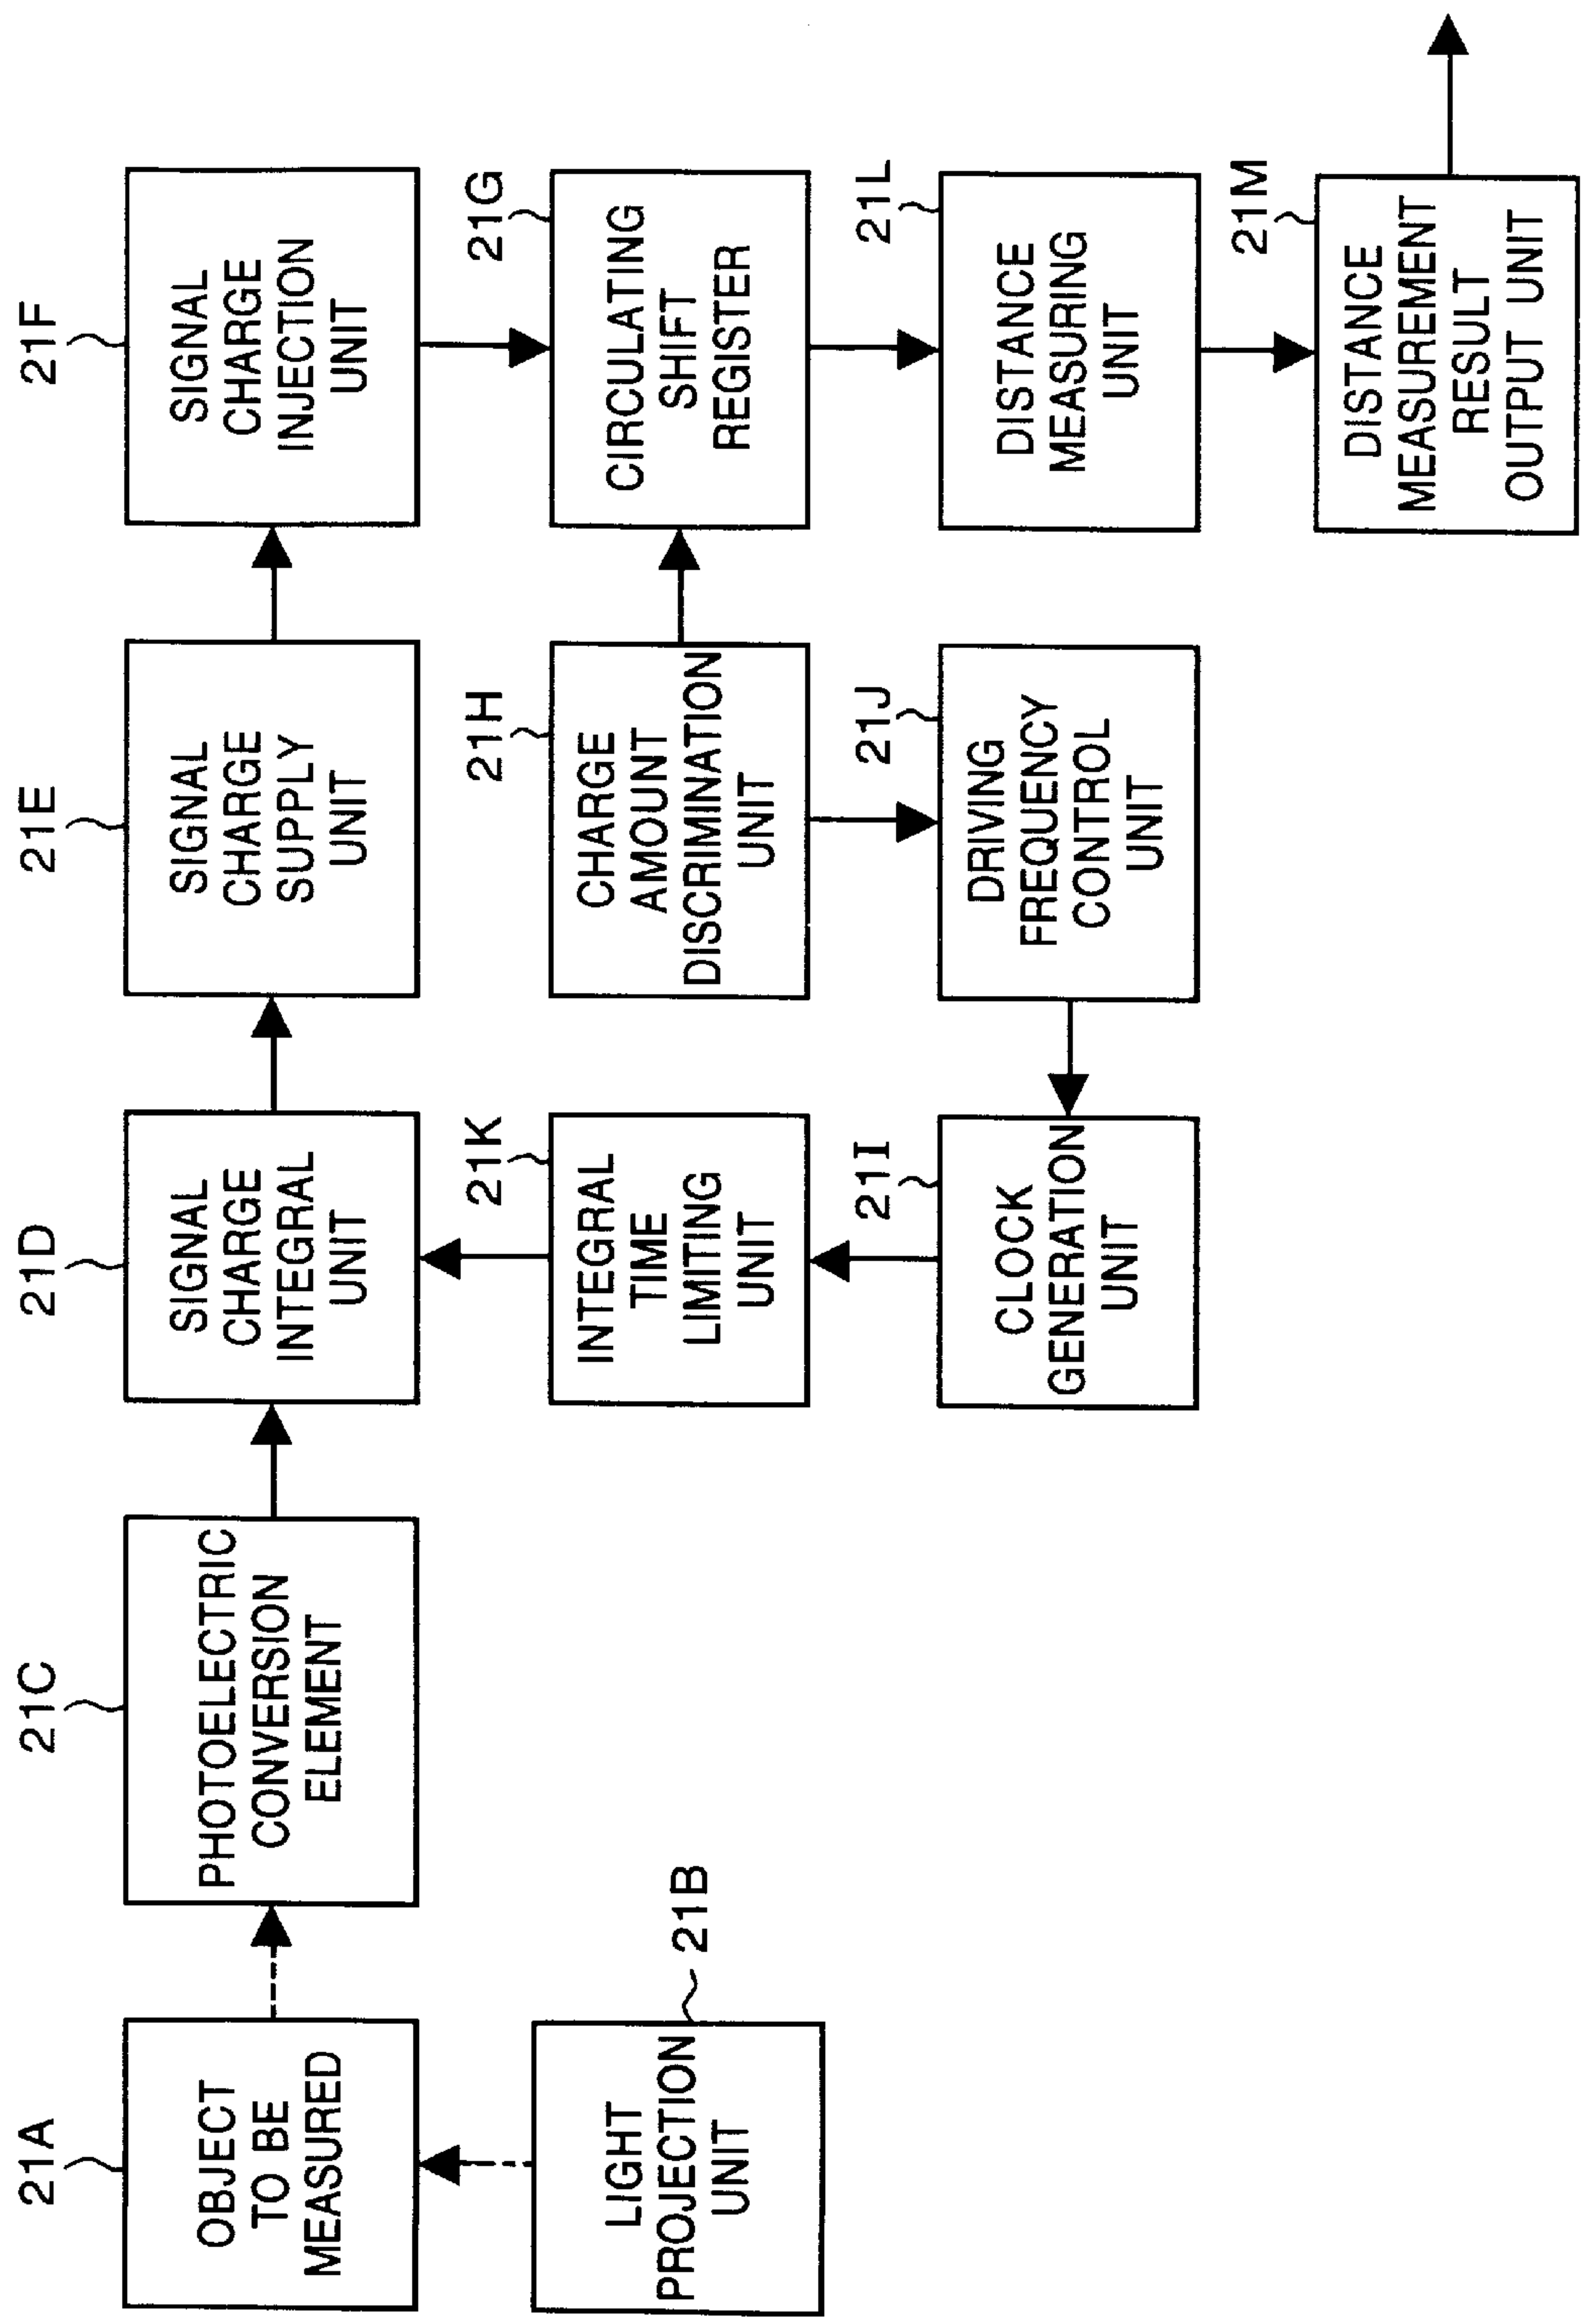 21A
OBJECT
TO BE
MEASURED
21B
LIGHT
PROJECTION
UNIT
21C
PHOTOELECTRIC
CONVERSION
ELEMENT
21D
SIGNAL
CHARGE
INTEGRAL
UNIT
21E
SIGNAL
CHARGE
SUPPLY
UNIT
21F
SIGNAL
CHARGE
INJECTION
UNIT
21K
INTEGRAL
TIME
LIMITING
UNIT
21H
CHARGE
AMOUNT
DISCRIMINATION
UNIT
21G
CIRCULATING
SHIFT
REGISTER
21I
CLOCK
GENERATION
UNIT
21J
DRIVING
FREQUENCY
CONTROL
UNIT
21L
DISTANCE
MEASURING
UNIT
21M
DISTANCE
MEASUREMENT
RESULT
OUTPUT UNIT